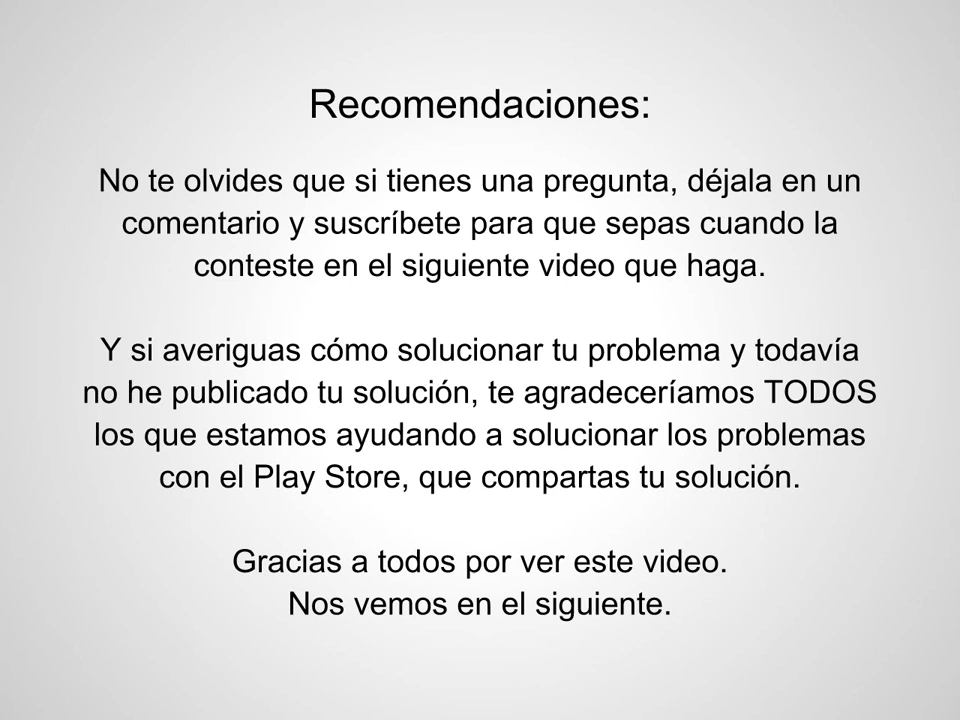 Recomendaciones:
No te olvides que si tienes una pregunta, déjala en un
comentario y suscríbete para que sepas cuando la
conteste en el siguiente video que haga.
Y si averiguas cómo solucionar tu problema y todavía
no he publicado tu solución, te agradeceríamos TODOS
los que estamos ayudando a solucionar los problemas
con el Play Store, que compartas tu solución.
Gracias a todos por ver este video.
Nos vemos en el siguiente.